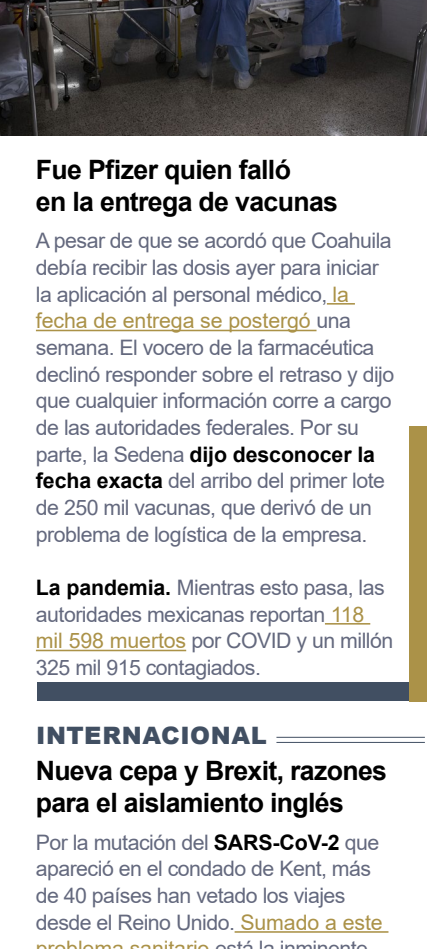 Fue Pfizer quien falló
en la entrega de vacunas
A pesar de que se acordó que Coahuila
debía recibir las dosis ayer para iniciar
la aplicación al personal médico, la
fecha de entrega se postergó una
semana. El vocero de la farmacéutica
declinó responder sobre el retraso y dijo
que cualquier información corre a cargo
de las autoridades federales. Por su
parte, la Sedena dijo desconocer la
fecha exacta del arribo del primer lote
de 250 mil vacunas, que derivó de un
problema de logística de la empresa.
La pandemia. Mientras esto pasa, las
autoridades mexicanas reportan 118
mil 598 muertos por COVID y un millón
325 mil 915 contagiados.
INTERNACIONAL
Nueva cepa y Brexit, razones
para el aislamiento inglés
Por la mutación del SARS-CoV-2 que
apareció en el condado de Kent, más
de 40 países han vetado los viajes
desde el Reino Unido. Sumado a este
problema sanitario está la inminente